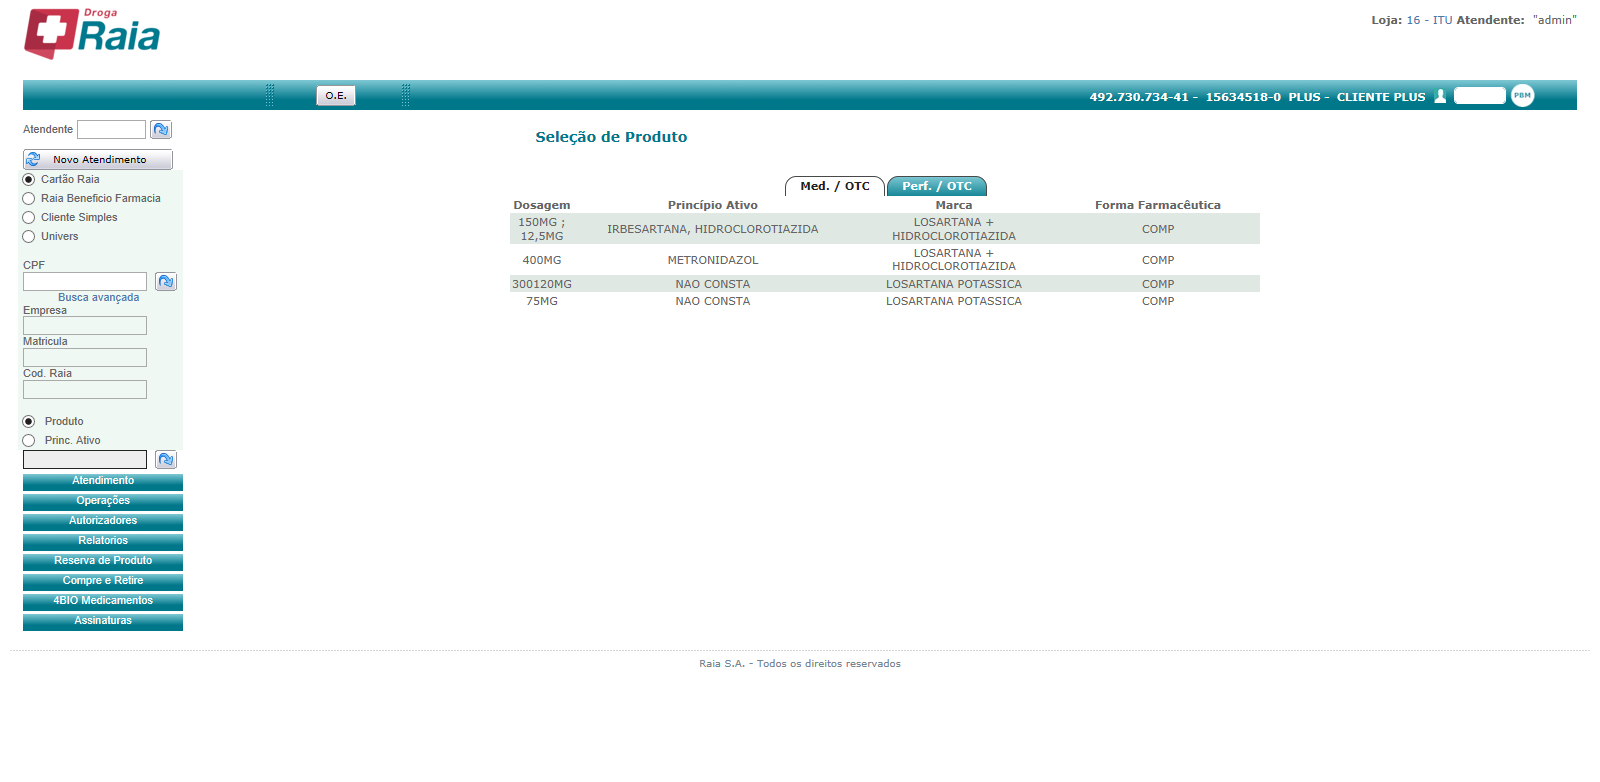 Droga
Raia
Loja: 16 - ITU Atendente: "admin"
O.E.
492.730.734-41 - 15634518-0 PLUS - CLIENTE PLUS
PBM
Atendente
Novo Atendimento
Cartão Raia
Raia Beneficio Farmacia
Cliente Simples
Univers
CPF
Busca avançada
Empresa
Matricula
Cod. Raia
Produto
Princ. Ativo
Atendimento
Operações
Autorizadores
Relatorios
Reserva de Produto
Compre e Retire
4BIO Medicamentos
Assinaturas
Seleção de Produto
Med. / OTC Perf. / OTC
Dosagem Princípio Ativo Marca Forma Farmacêutica
150MG ; 12,5MG IRBESARTANA, HIDROCLOROTIAZIDA LOSARTANA + HIDROCLOROTIAZIDA COMP
400MG METRONIDAZOL LOSARTANA + HIDROCLOROTIAZIDA COMP
300120MG NAO CONSTA LOSARTANA POTASSICA COMP
75MG NAO CONSTA LOSARTANA POTASSICA COMP
Raia S.A. - Todos os direitos reservados